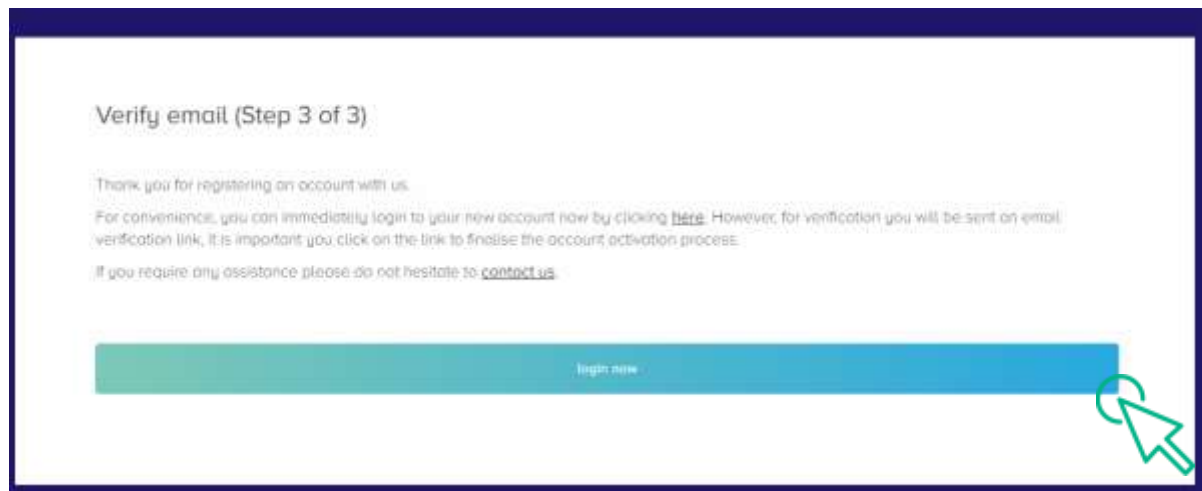 Verify email (Step 3 of 3)
Thank you for registering an account with us.
For convenience, you can immediately login to your new account now by clicking here. However, for verification you will be sent an email
verification link, it is important you click on the link to finalise the account activation process.
If you require any assistance please do not hesitate to contact us.
login now